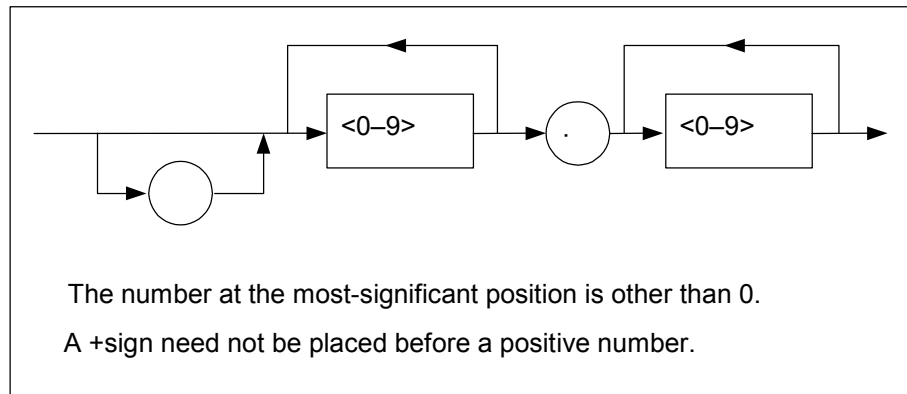 <0–9> . <0–9>
The number at the most-significant position is other than 0.
A +sign need not be placed before a positive number.